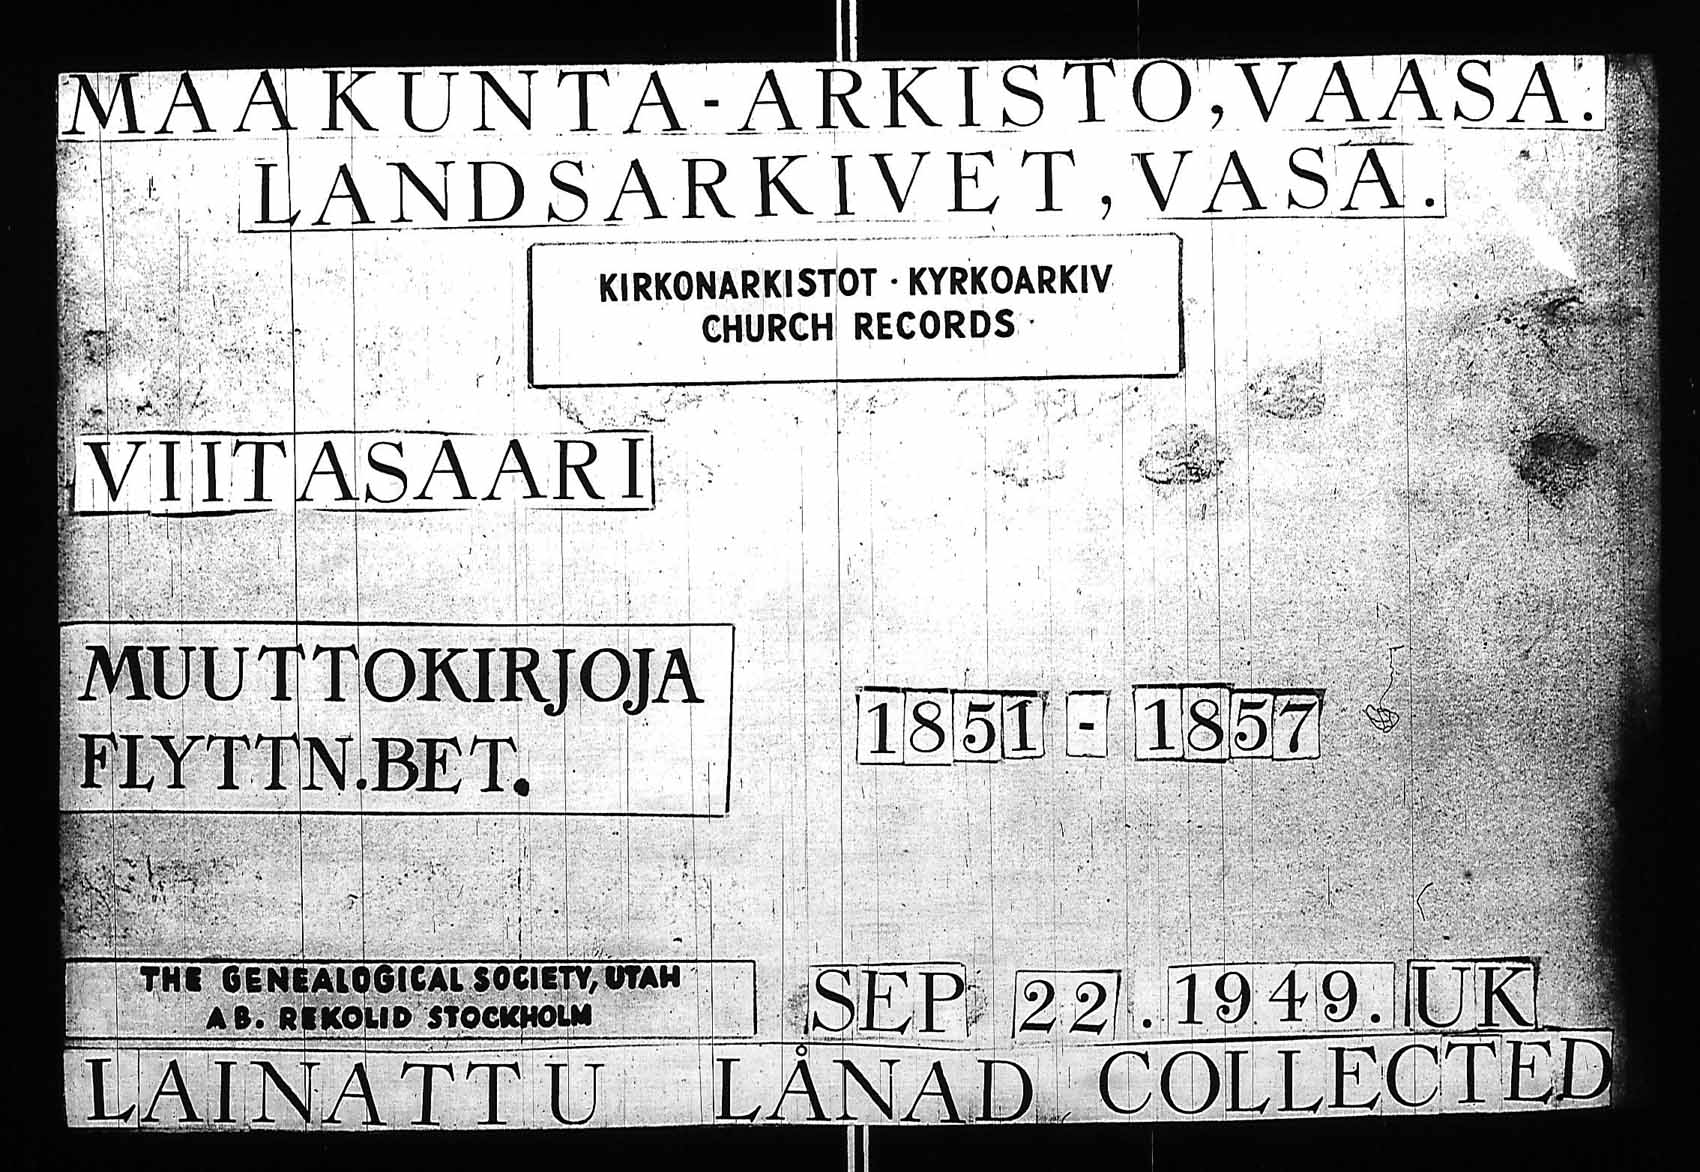 MAAKUNTA-ARKISTO, VAASA.
LANDSARKIVET, VASA.
KIRKONARKISTOT · KYRKOARKIV
CHURCH RECORDS
VIITASAARI
MUUTTOKIRJOJA
FLYTTN.BET.
1851 - 1857
THE GENEALOGICAL SOCIETY, UTAH
AB. REKOLID STOCKHOLM
SEP 22. 1949. UK
LAINATTU LÅNAD COLLECTED